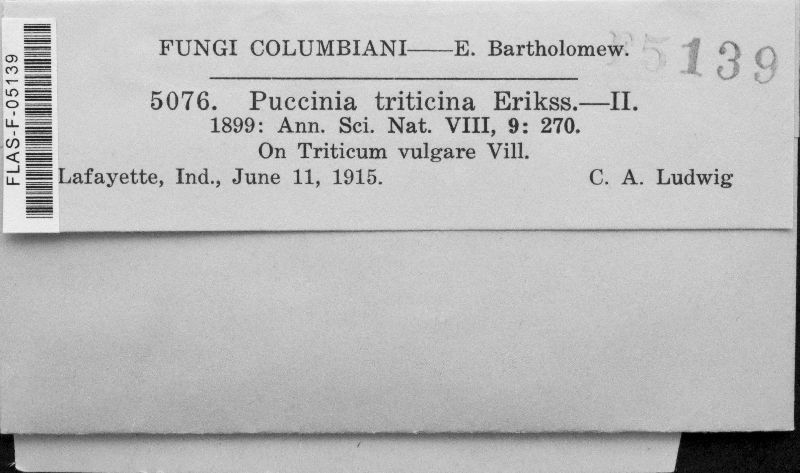 FUNGI COLUMBIANI——E. Bartholomew.
F5139
5076. Puccinia triticina Erikss.—II.
1899: Ann. Sci. Nat. VIII, 9: 270.
On Triticum vulgare Vill.
Lafayette, Ind., June 11, 1915. C. A. Ludwig
FLAS-F-05139